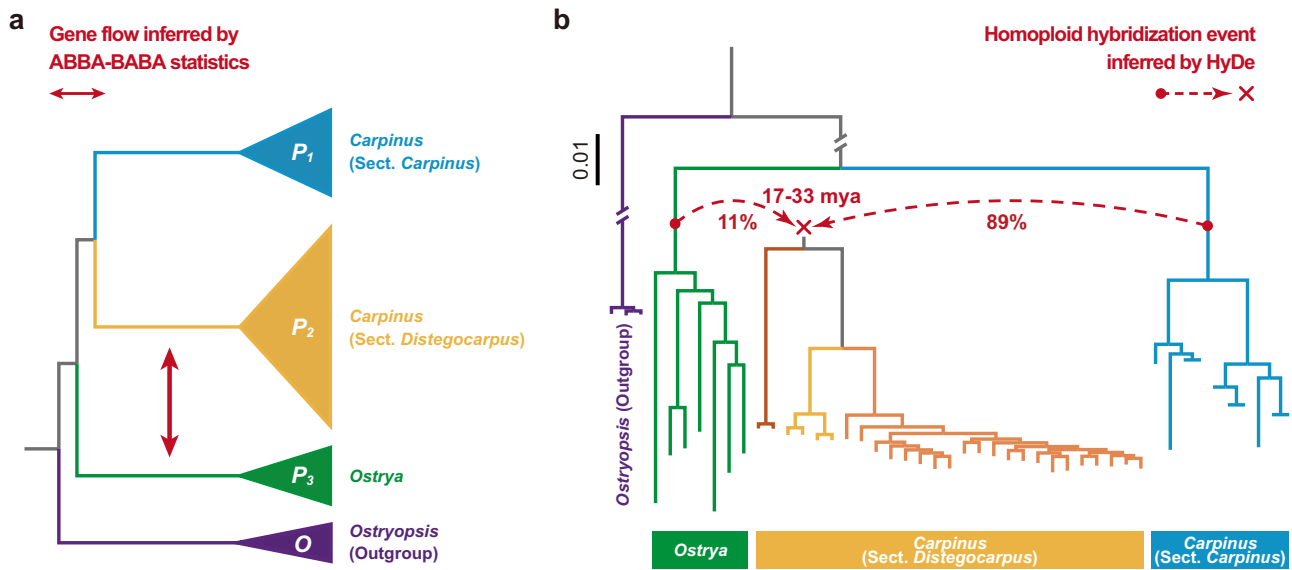 a
Gene flow inferred by
ABBA-BABA statistics
P1
Carpinus
(Sect. Carpinus)
P2
Carpinus
(Sect. Distegocarpus)
P3
Ostrya
O
Ostryopsis
(Outgroup)
b
Homoploid hybridization event
inferred by HyDe
0.01
17-33 mya
11%
89%
Ostryopsis (Outgroup)
Ostrya
Carpinus
(Sect. Distegocarpus)
Carpinus
(Sect. Carpinus)